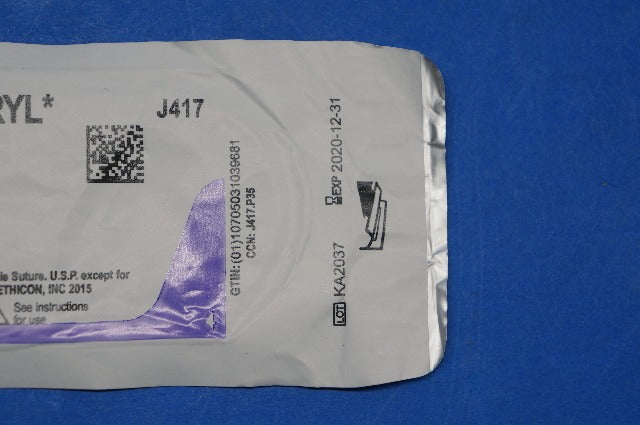 RYL*
J417
GTIN:(01)10705031039681
CCN: J417.P35
EXP 2020-12-31
LOT KA2037
le Suture. U.S.P. except for
ETHICON, INC 2015
See instructions
for use